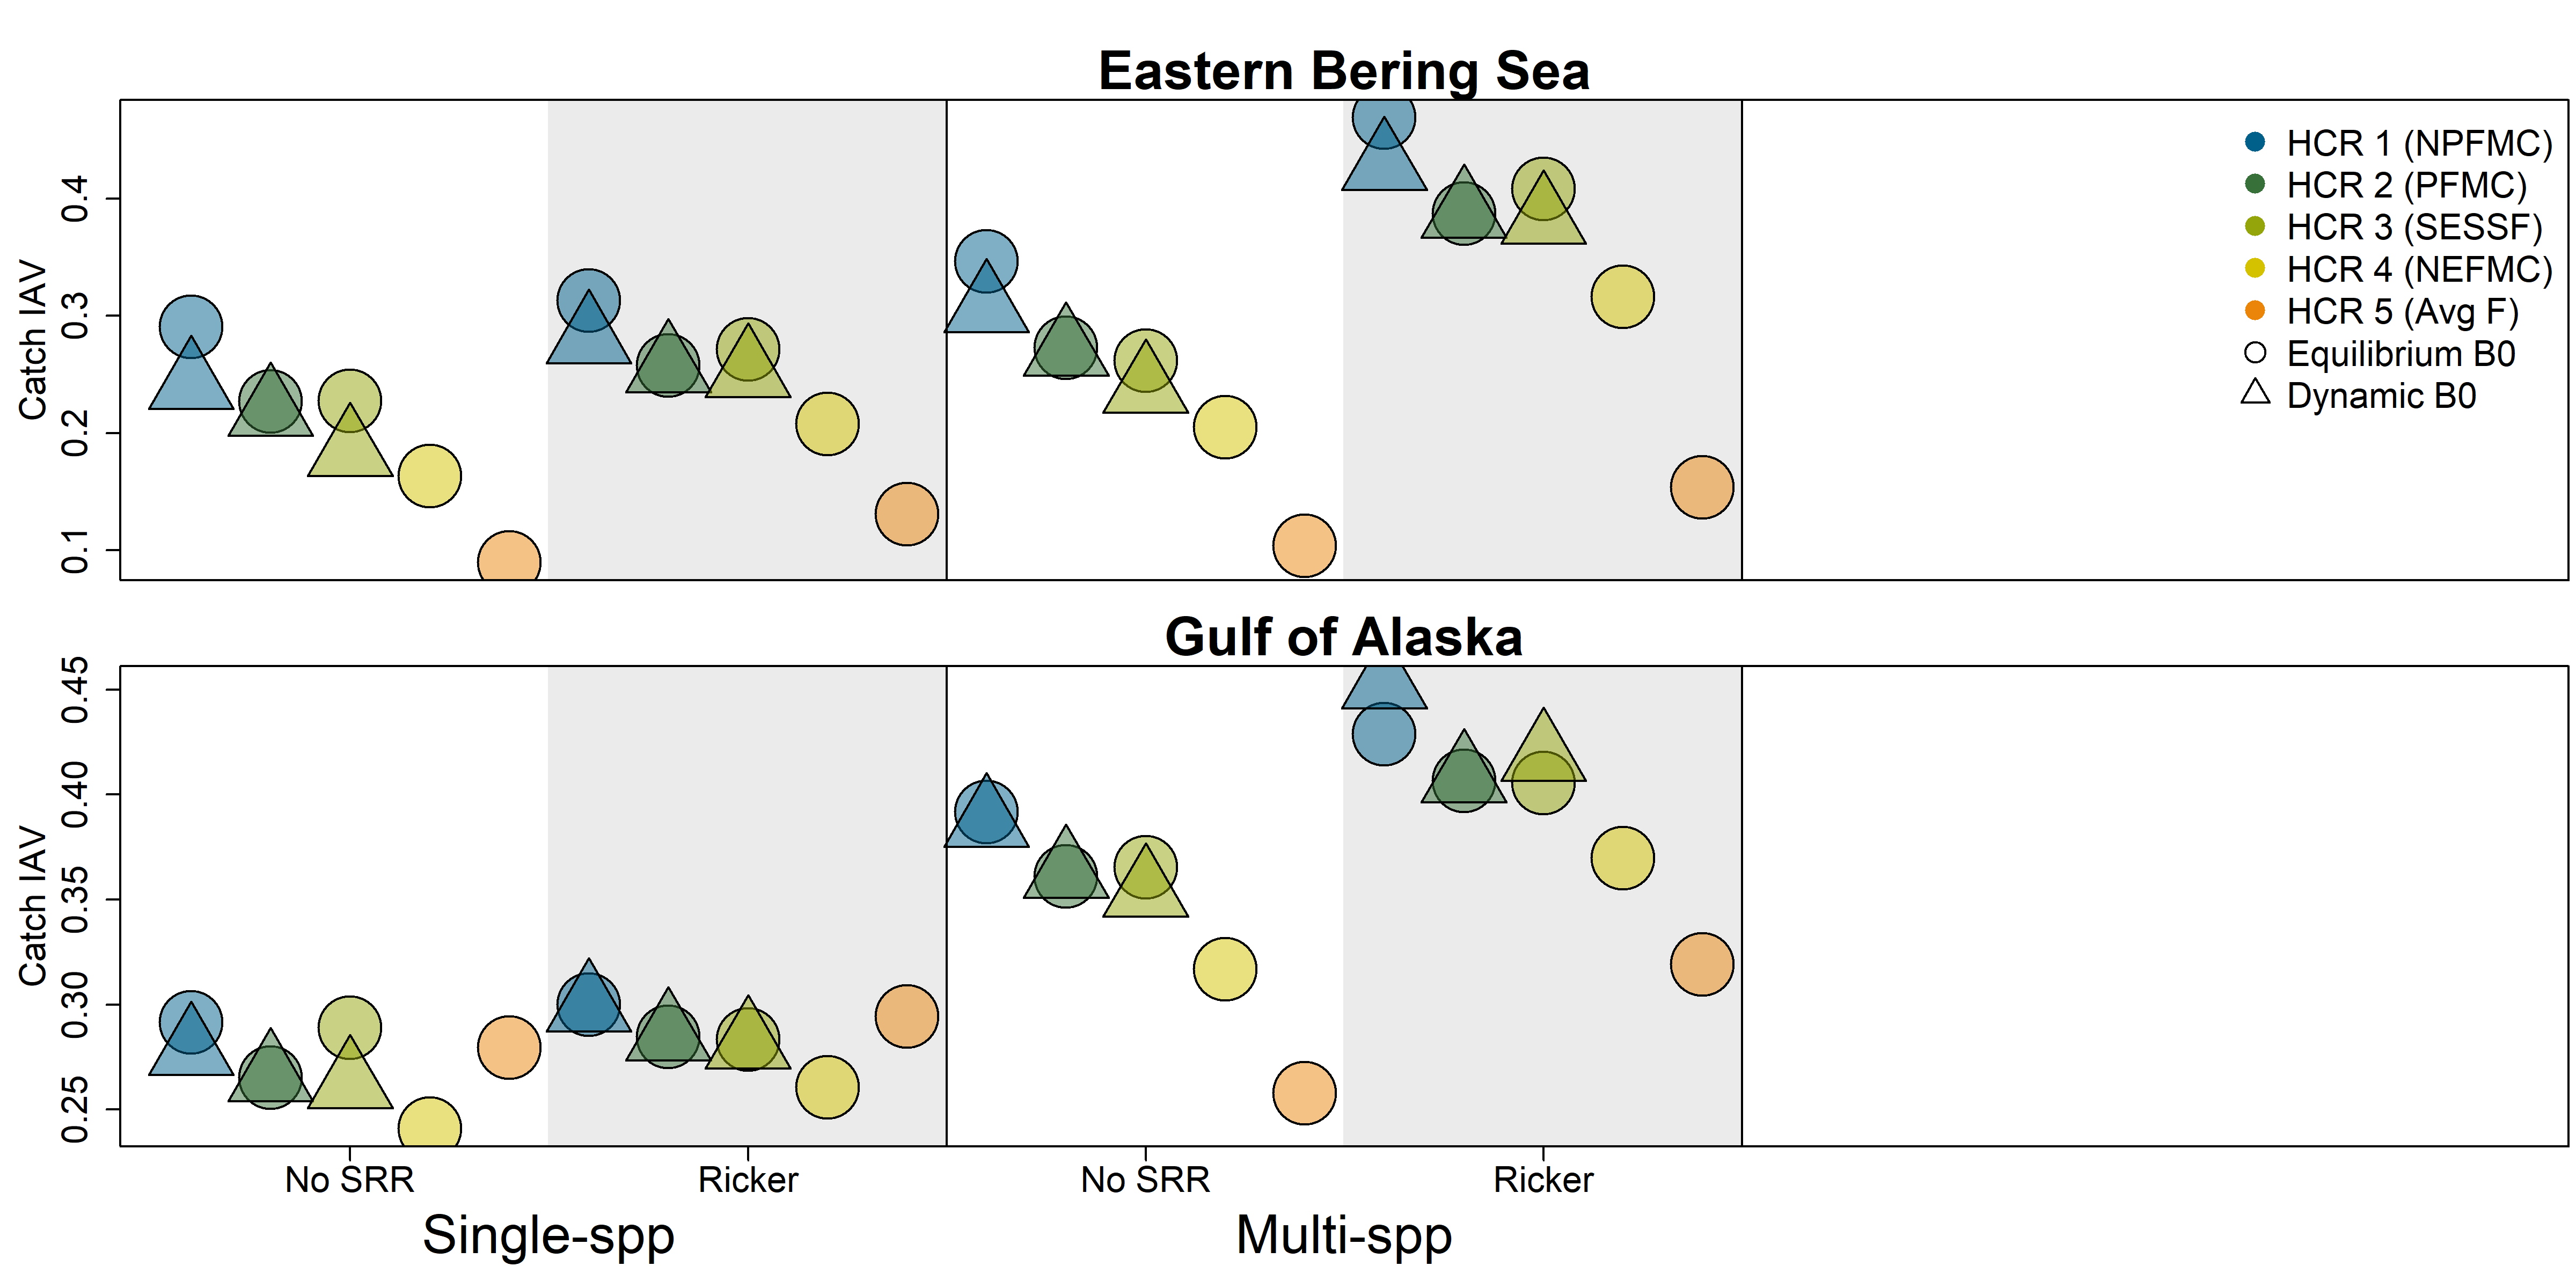 Eastern Bering Sea
Catch IAV
0.4
0.3
0.2
0.1
HCR 1 (NPFMC)
HCR 2 (PFMC)
HCR 3 (SESSF)
HCR 4 (NEFMC)
HCR 5 (Avg F)
Equilibrium B0
Dynamic B0
Gulf of Alaska
Catch IAV
0.45
0.40
0.35
0.30
0.25
No SRR Ricker No SRR Ricker
Single-spp Multi-spp